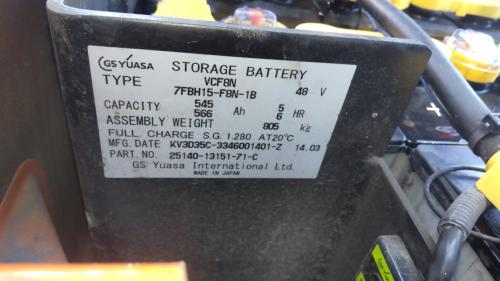 GS YUASA STORAGE BATTERY
TYPE VCF8N 48 V
7FBH15-F8N-1B
CAPACITY 545 Ah 5 HR
566 6
ASSEMBLY WEIGHT 805 kg
FULL CHARGE S.G. 1.280 AT20°C
MFG. DATE KV3D35C-3346001401-Z 14.03
PART.NO. 25140-13151-71-C
GS Yuasa International Ltd.
MADE IN JAPAN